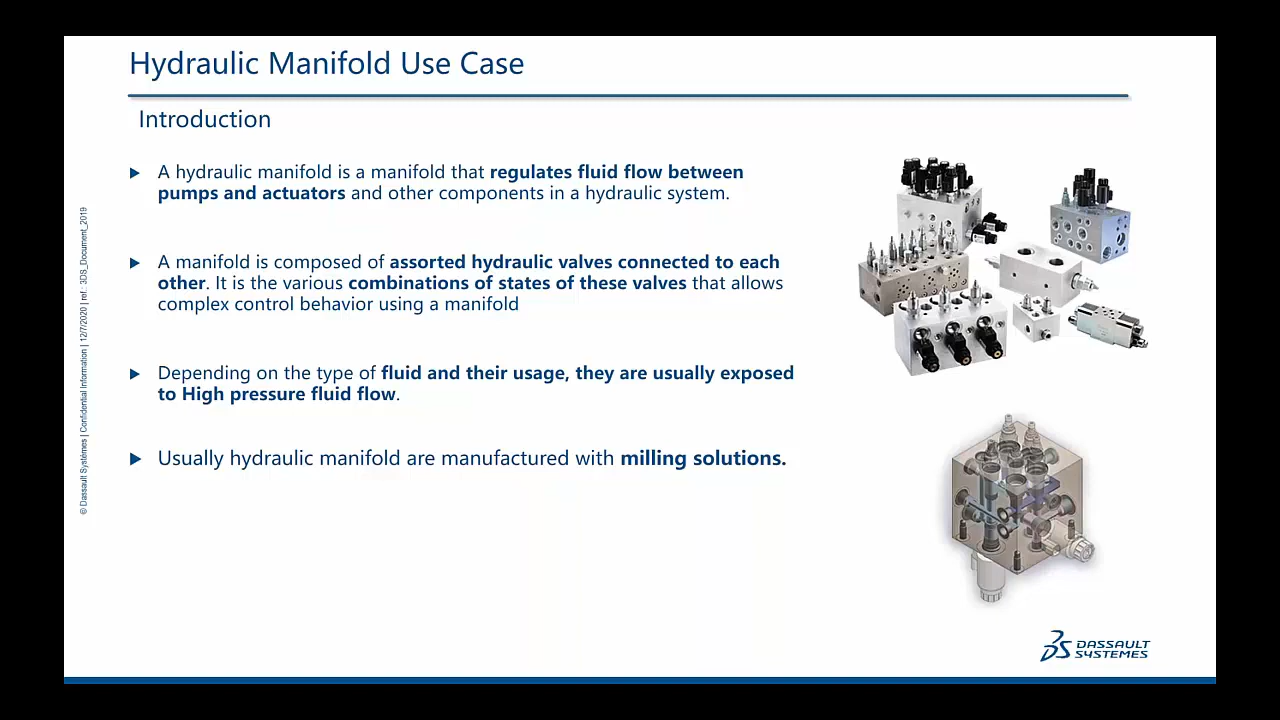 Hydraulic Manifold Use Case
Introduction
A hydraulic manifold is a manifold that regulates fluid flow between
pumps and actuators and other components in a hydraulic system.
A manifold is composed of assorted hydraulic valves connected to each
other. It is the various combinations of states of these valves that allows
complex control behavior using a manifold
Depending on the type of fluid and their usage, they are usually exposed
to High pressure fluid flow.
Usually hydraulic manifold are manufactured with milling solutions.
© Dassault Systèmes | Confidential Information | 12/7/2020 | ref.: 3DS_Document_2019
DASSAULT
SYSTEMES